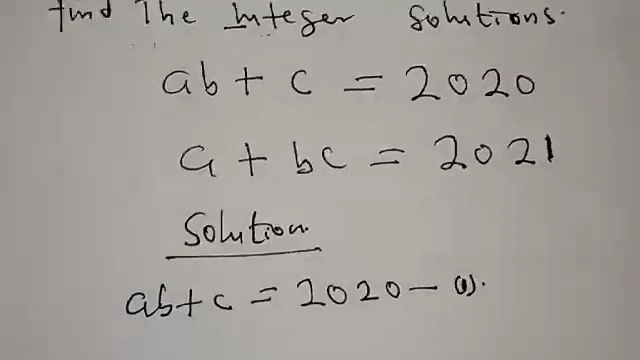 find The Integer Solutions.
ab + c = 2020
a + bc = 2021
Solution
ab + c = 2020 — (1).